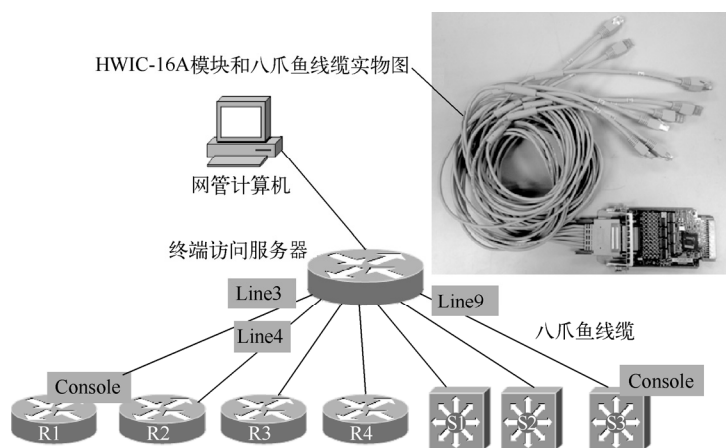 HWIC-16A模块和八爪鱼线缆实物图
网管计算机
终端访问服务器
Line3
Line9
Line4
八爪鱼线缆
Console
Console
R1
R2
R3
R4
S1
S2
S3